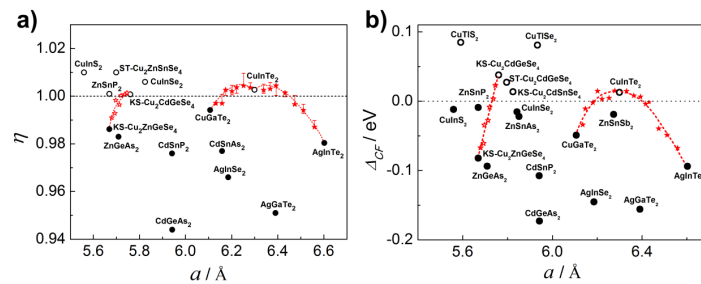 a)
η
1.02
1.00
0.98
0.96
0.94
5.6
5.8
6.0
6.2
6.4
6.6
a / Å
CuInS₂
ST-Cu₂ZnSnSe₄
CuInSe₂
ZnSnP₂
KS-Cu₂CdGeSe₄
CuInTe₂
CuGaTe₂
KS-Cu₂ZnGeSe₄
ZnGeAs₂
CdSnP₂
CdSnAs₂
AgInTe₂
AgInSe₂
AgGaTe₂
CdGeAs₂
b)
Δ_CF / eV
0.1
0.0
-0.1
-0.2
5.6
6.0
6.4
a / Å
CuTlS₂
CuTlSe₂
KS-Cu₂CdGeSe₄
ST-Cu₂CdGeSe₄
ZnSnP₂
KS-Cu₂CdSnSe₄
CuInTe₂
CuInS₂
CuInSe₂
ZnSnAs₂
ZnSnSb₂
CuGaTe₂
KS-Cu₂ZnGeSe₄
ZnGeAs₂
CdSnP₂
AgInTe
AgInSe₂
AgGaTe₂
CdGeAs₂